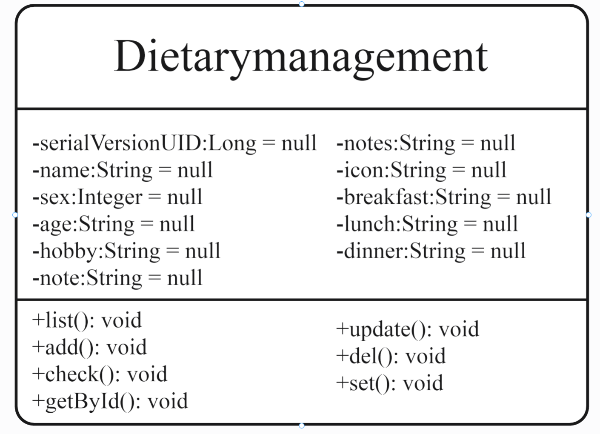 Dietarymanagement
-serialVersionUID:Long = null
-name:String = null
-sex:Integer = null
-age:String = null
-hobby:String = null
-note:String = null
-notes:String = null
-icon:String = null
-breakfast:String = null
-lunch:String = null
-dinner:String = null
+list(): void
+add(): void
+check(): void
+getById(): void
+update(): void
+del(): void
+set(): void